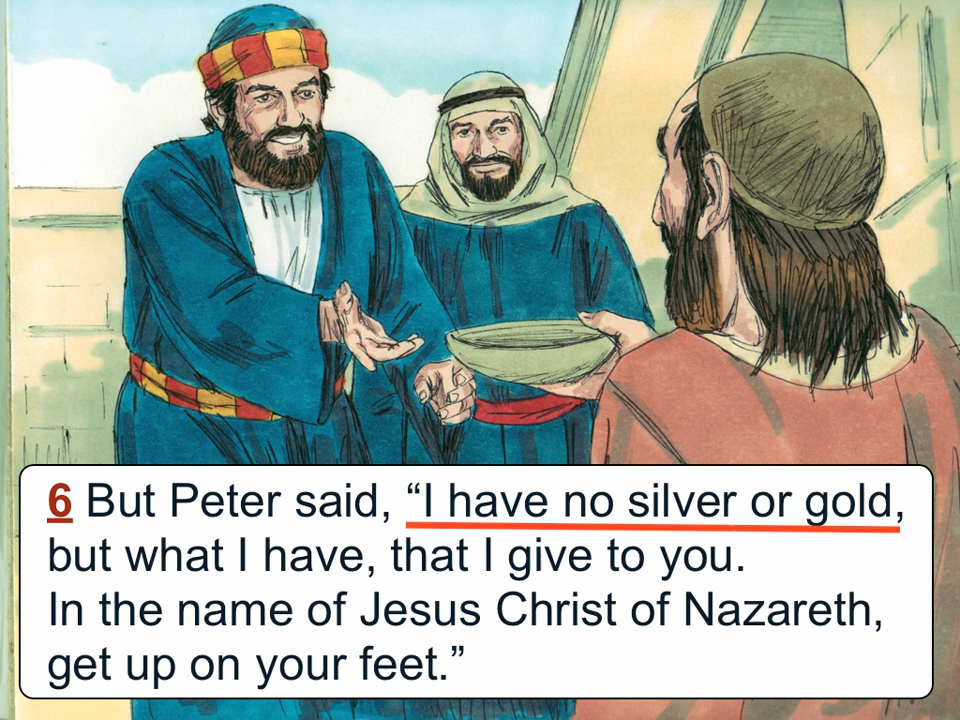 6 But Peter said, “I have no silver or gold,
but what I have, that I give to you.
In the name of Jesus Christ of Nazareth,
get up on your feet.”